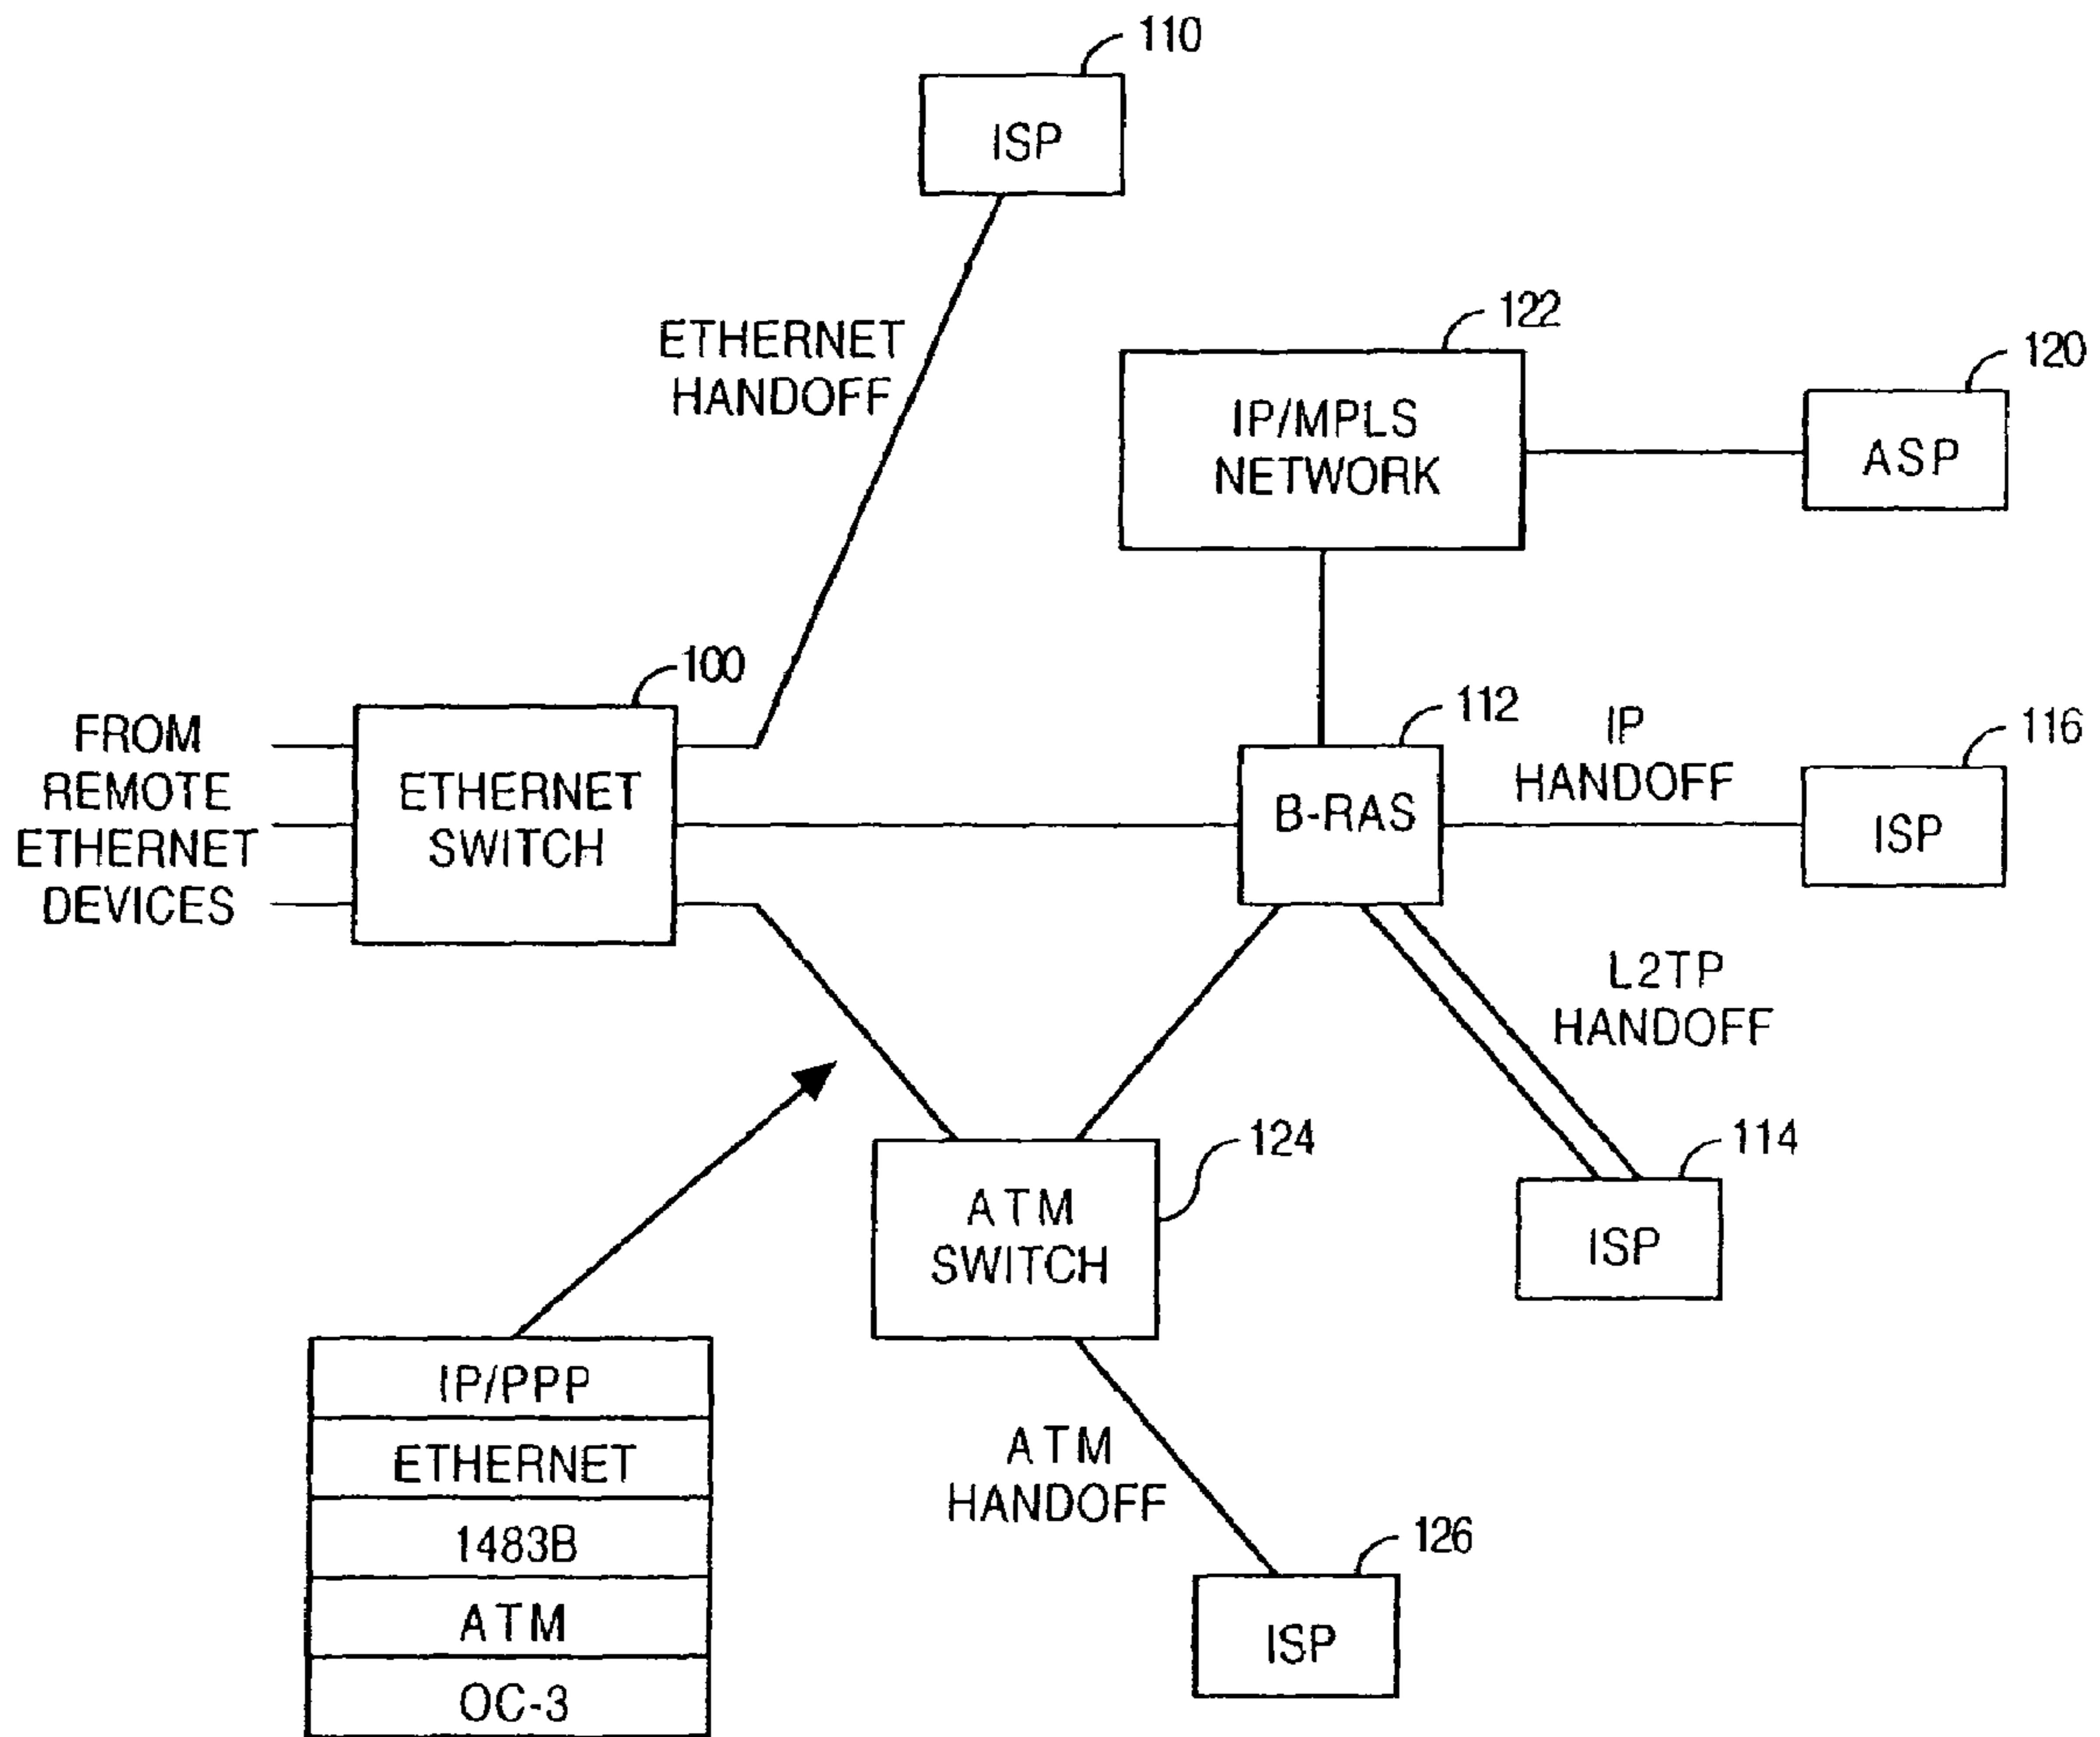 110
ISP
ETHERNET
HANDOFF
122
IP/MPLS
NETWORK
120
ASP
100
FROM
REMOTE
ETHERNET
DEVICES
ETHERNET
SWITCH
112
B-RAS
IP
HANDOFF
116
ISP
L2TP
HANDOFF
124
ATM
SWITCH
114
ISP
IP/PPP
ETHERNET
1483B
ATM
OC-3
ATM
HANDOFF
126
ISP